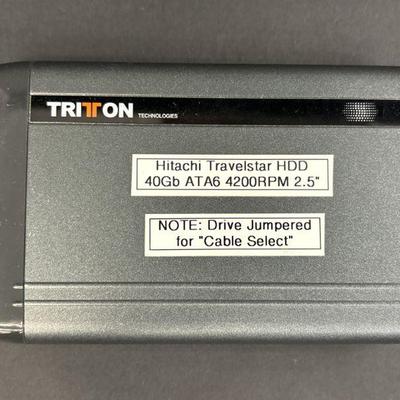 TRITTON TECHNOLOGIES
Hitachi Travelstar HDD
40Gb ATA6 4200RPM 2.5"
NOTE: Drive Jumpered
for "Cable Select"